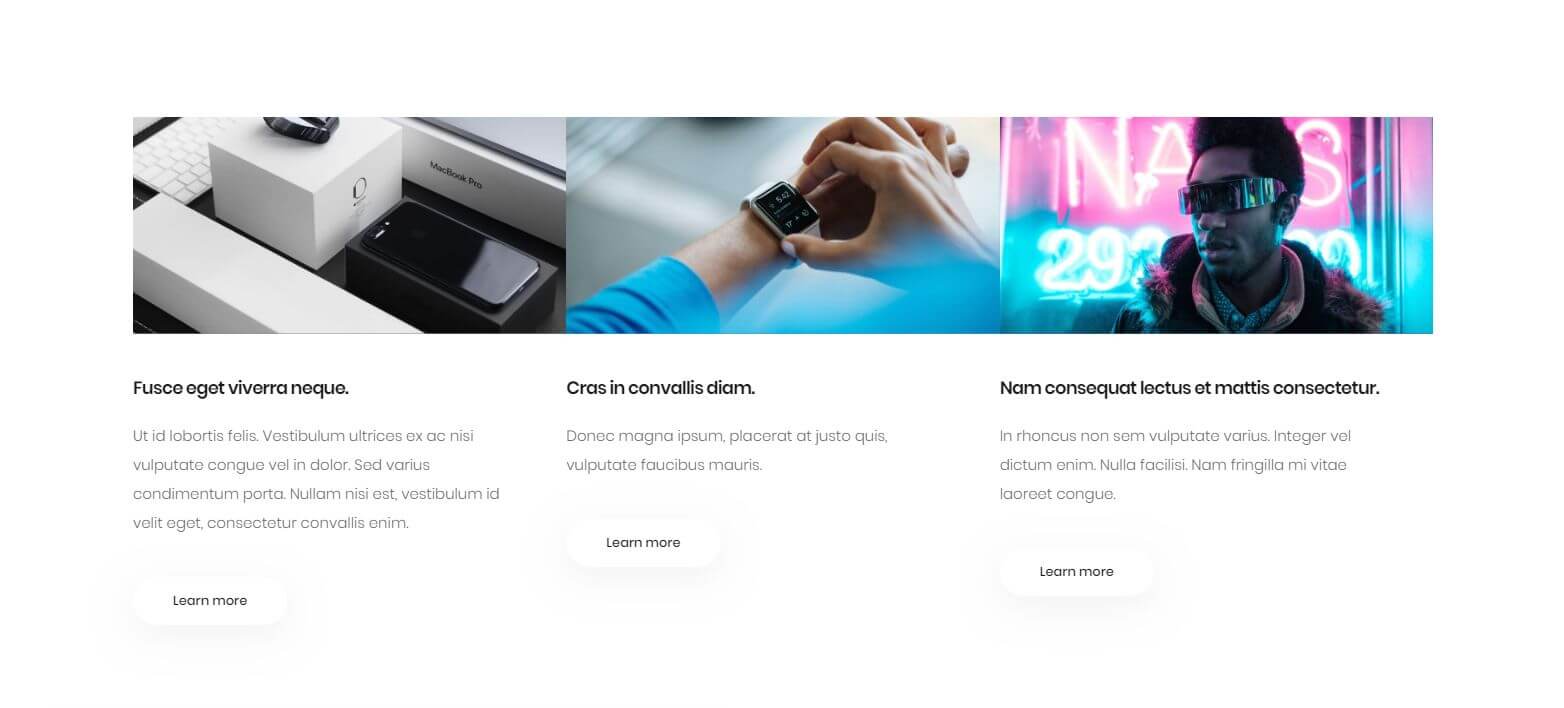 MacBook Pro
5:42
17°
Fusce eget viverra neque.
Ut id lobortis felis. Vestibulum ultrices ex ac nisi
vulputate congue vel in dolor. Sed varius
condimentum porta. Nullam nisi est, vestibulum id
velit eget, consectetur convallis enim.
Learn more
Cras in convallis diam.
Donec magna ipsum, placerat at justo quis,
vulputate faucibus mauris.
Learn more
Nam consequat lectus et mattis consectetur.
In rhoncus non sem vulputate varius. Integer vel
dictum enim. Nulla facilisi. Nam fringilla mi vitae
laoreet congue.
Learn more